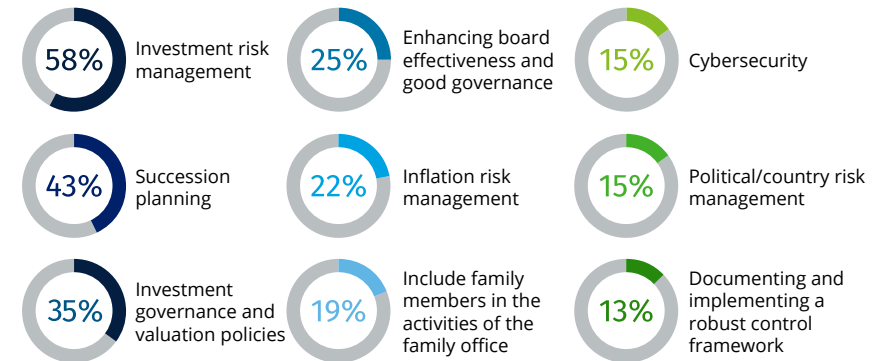 58%
Investment risk
management
43%
Succession
planning
35%
Investment
governance and
valuation policies
25%
Enhancing board
effectiveness and
good governance
22%
Inflation risk
management
19%
Include family
members in the
activities of the
family office
15%
Cybersecurity
15%
Political/country risk
management
13%
Documenting and
implementing a
robust control
framework